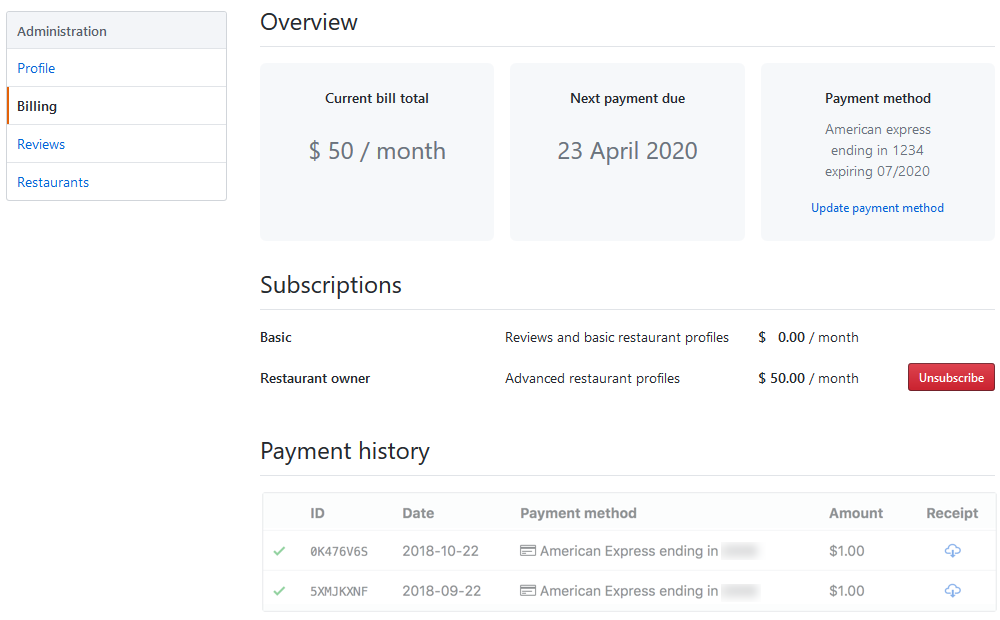 Administration
Profile
Billing
Reviews
Restaurants
Overview
Current bill total
$ 50 / month
Next payment due
23 April 2020
Payment method
American express
ending in 1234
expiring 07/2020
Update payment method
Subscriptions
Basic Reviews and basic restaurant profiles $ 0.00 / month
Restaurant owner Advanced restaurant profiles $ 50.00 / month Unsubscribe
Payment history
ID Date Payment method Amount Receipt
0K476V6S 2018-10-22 American Express ending in $1.00
5XMJKXNF 2018-09-22 American Express ending in $1.00